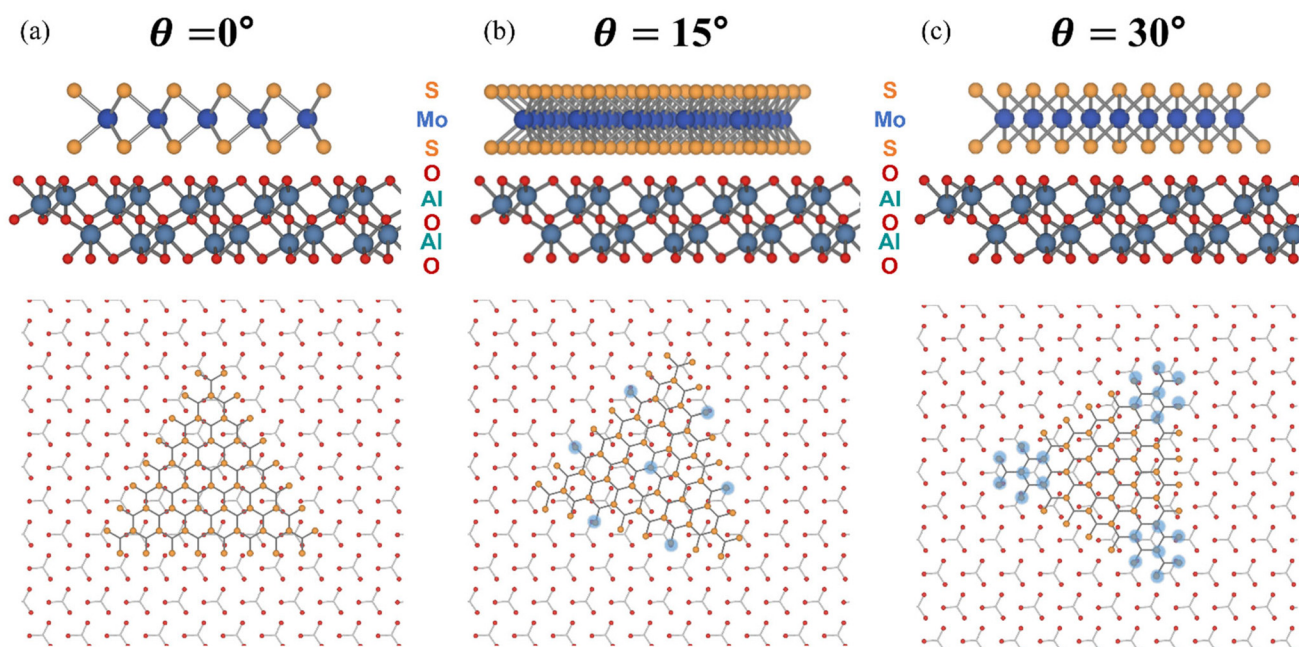 (a) θ =0°
(b) θ = 15°
(c) θ = 30°
S
Mo
S
O
Al
O
Al
O
S
Mo
S
O
Al
O
Al
O